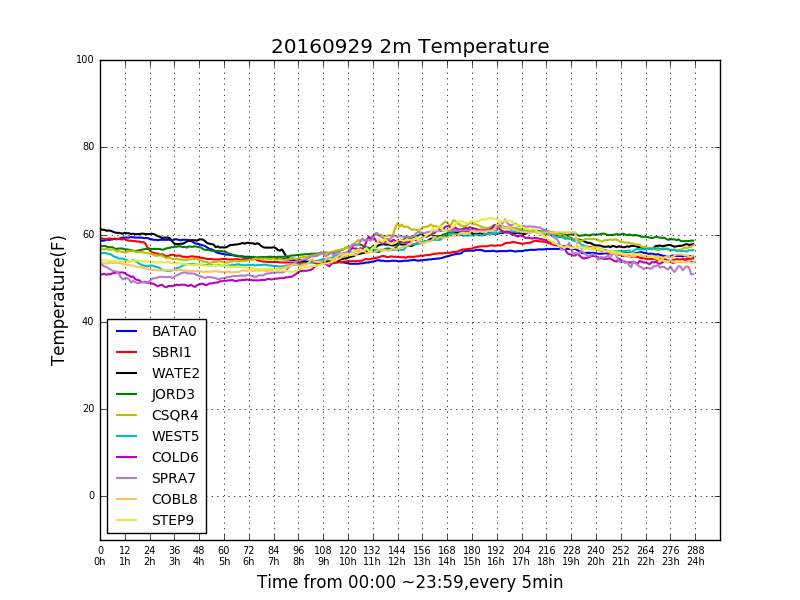 20160929 2m Temperature
100
80
60
40
20
0
Temperature(F)
BATA0
SBRI1
WATE2
JORD3
CSQR4
WEST5
COLD6
SPRA7
COBL8
STEP9
0 12 24 36 48 60 72 84 96 108 120 132 144 156 168 180 192 204 216 228 240 252 264 276 288
0h 1h 2h 3h 4h 5h 6h 7h 8h 9h 10h 11h 12h 13h 14h 15h 16h 17h 18h 19h 20h 21h 22h 23h 24h
Time from 00:00 ~23:59,every 5min